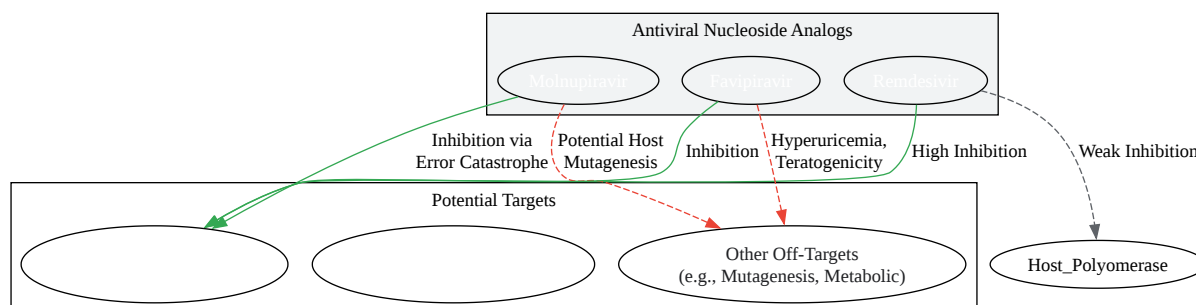 Antiviral Nucleoside Analogs
Molnupiravir
Favipiravir
Remdesivir
Inhibition via
Error Catastrophe
Potential Host
Mutagenesis
Inhibition
Hyperuricemia,
Teratogenicity
High Inhibition
Weak Inhibition
Potential Targets
Other Off-Targets
(e.g., Mutagenesis, Metabolic)
Host_Polyomerase